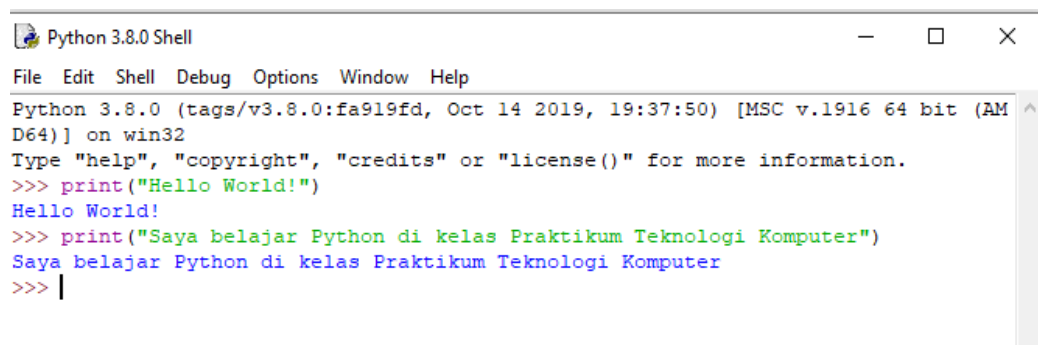 Python 3.8.0 Shell
File Edit Shell Debug Options Window Help
Python 3.8.0 (tags/v3.8.0:fa919fd, Oct 14 2019, 19:37:50) [MSC v.1916 64 bit (AM
D64)] on win32
Type "help", "copyright", "credits" or "license()" for more information.
>>> print("Hello World!")
Hello World!
>>> print("Saya belajar Python di kelas Praktikum Teknologi Komputer")
Saya belajar Python di kelas Praktikum Teknologi Komputer
>>>